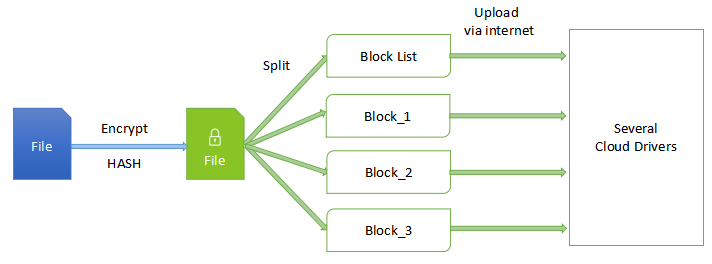 File
Encrypt
HASH
File
Split
Block List
Block_1
Block_2
Block_3
Upload
via internet
Several
Cloud Drivers